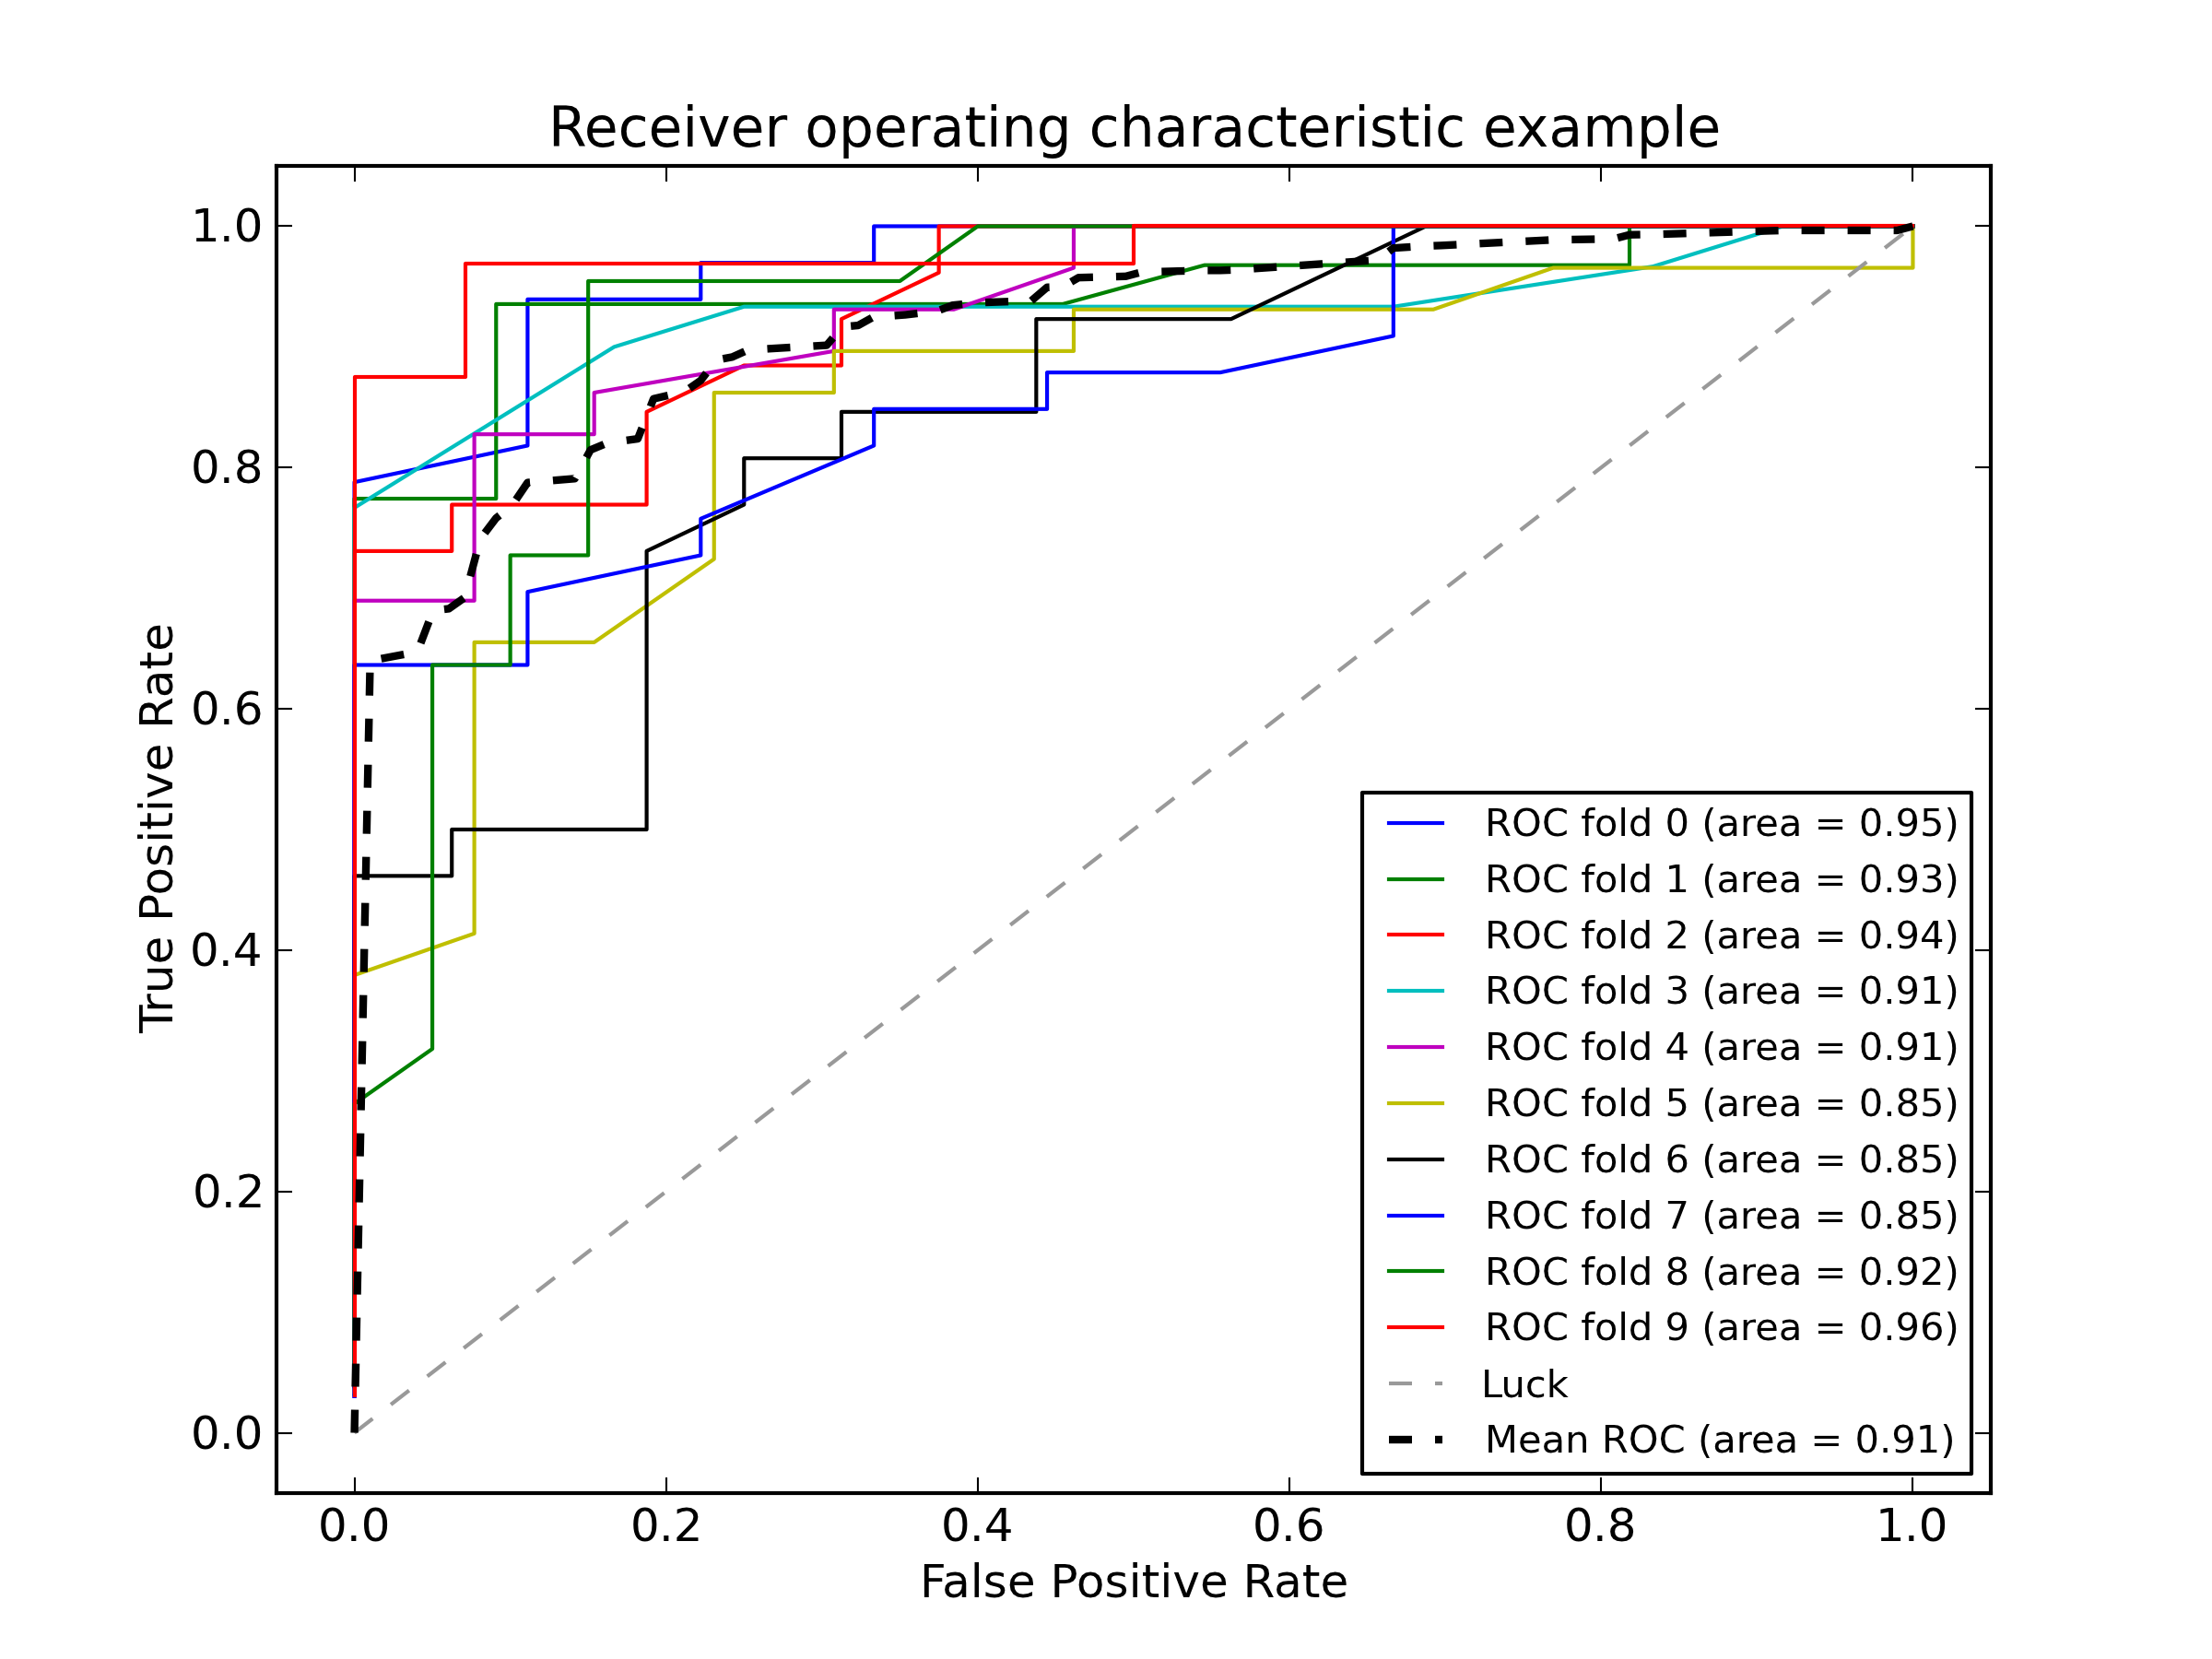 Receiver operating characteristic example
1.0
0.8
0.6
0.4
0.2
0.0
True Positive Rate
ROC fold 0 (area = 0.95)
ROC fold 1 (area = 0.93)
ROC fold 2 (area = 0.94)
ROC fold 3 (area = 0.91)
ROC fold 4 (area = 0.91)
ROC fold 5 (area = 0.85)
ROC fold 6 (area = 0.85)
ROC fold 7 (area = 0.85)
ROC fold 8 (area = 0.92)
ROC fold 9 (area = 0.96)
Luck
Mean ROC (area = 0.91)
0.0 0.2 0.4 0.6 0.8 1.0
False Positive Rate